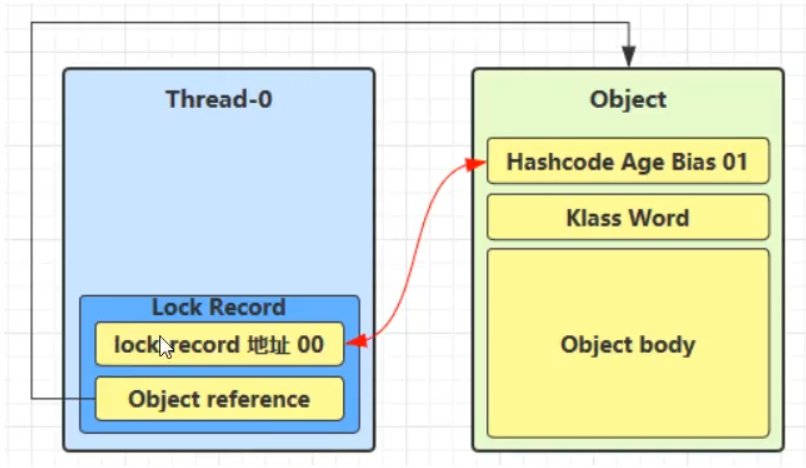 Thread-0
Lock Record
lock record 地址 00
Object reference
Object
Hashcode Age Bias 01
Klass Word
Object body